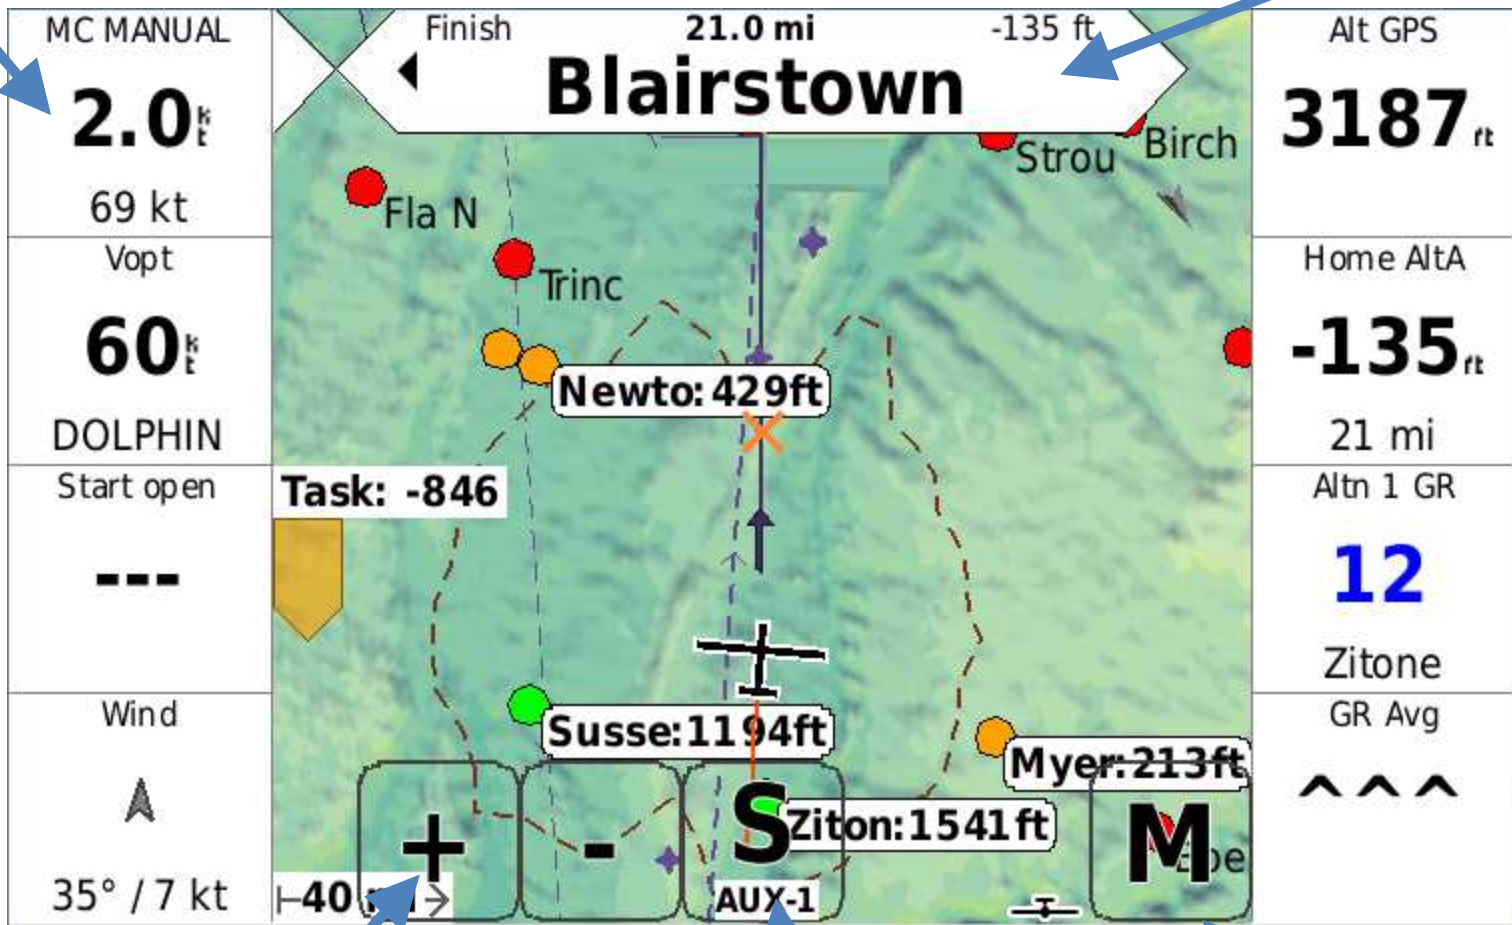 MC MANUAL
2.0 kt
69 kt
Vopt
60 kt
DOLPHIN
Start open
---
Wind
35° / 7 kt
Finish 21.0 mi -135 ft
Blairstown
Fla N
Trinc
Strou
Birch
Newto: 429ft
Task: -846
Susse: 1194ft
Myer: 213ft
Ziton: 1541ft
+
-
S
M
40
AUX-1
Alt GPS
3187 ft
Home AltA
-135 ft
21 mi
Altn 1 GR
12
Zitone
GR Avg
^^^